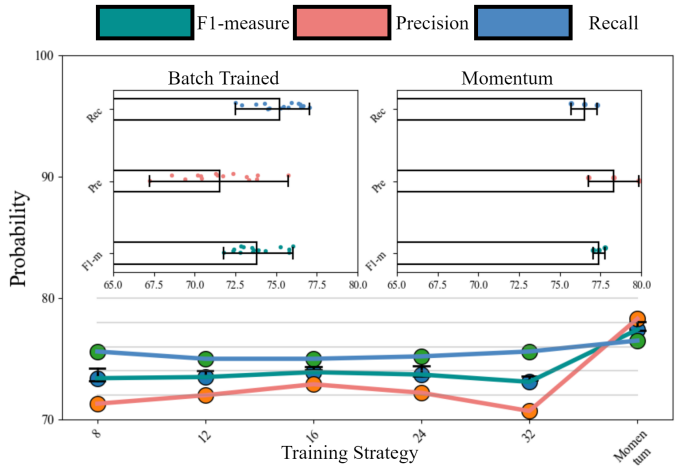 F1-measure Precision Recall
100
90
80
70
Probability
Batch Trained
Rec
Pre
F1-m
65.0 67.5 70.0 72.5 75.0 77.5 80.0
Momentum
Rec
Pre
F1-m
65.0 67.5 70.0 72.5 75.0 77.5 80.0
8 12 16 24 32 Momen
tum
Training Strategy